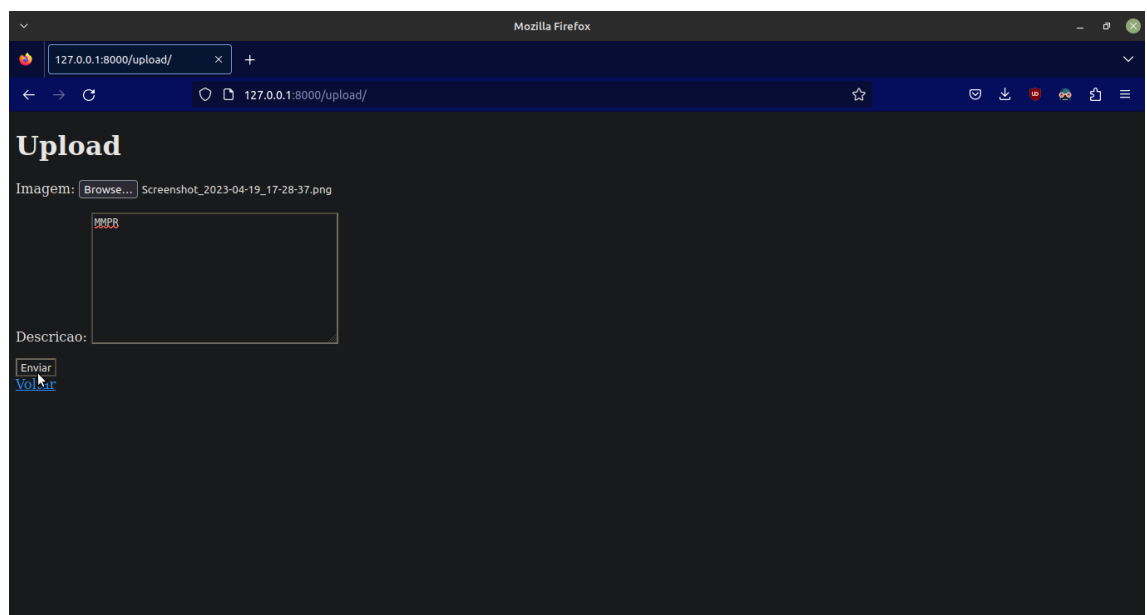 Mozilla Firefox
127.0.0.1:8000/upload/
127.0.0.1:8000/upload/
Upload
Imagem: Browse... Screenshot_2023-04-19_17-28-37.png
MMPR
Descricao:
Enviar
Voltar